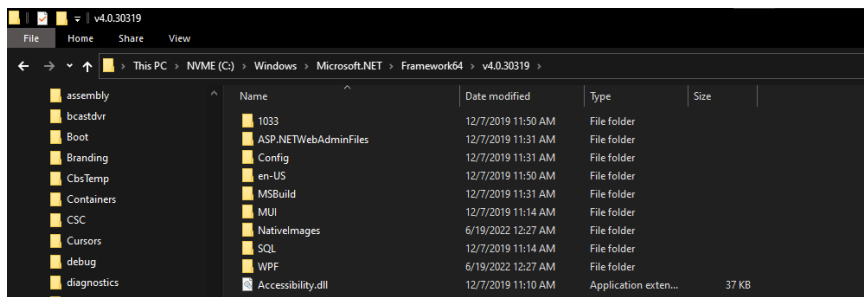 v4.0.30319
File Home Share View
This PC > NVME (C:) > Windows > Microsoft.NET > Framework64 > v4.0.30319 >
Name Date modified Type Size
assembly
bcastdvr
Boot
Branding
CbsTemp
Containers
CSC
Cursors
debug
diagnostics
1033 12/7/2019 11:50 AM File folder
ASP.NETWebAdminFiles 12/7/2019 11:31 AM File folder
Config 12/7/2019 11:31 AM File folder
en-US 12/7/2019 11:50 AM File folder
MSBuild 12/7/2019 11:31 AM File folder
MUI 12/7/2019 11:14 AM File folder
NativeImages 6/19/2022 12:27 AM File folder
SQL 12/7/2019 11:14 AM File folder
WPF 6/19/2022 12:27 AM File folder
Accessibility.dll 12/7/2019 11:10 AM Application exten... 37 KB